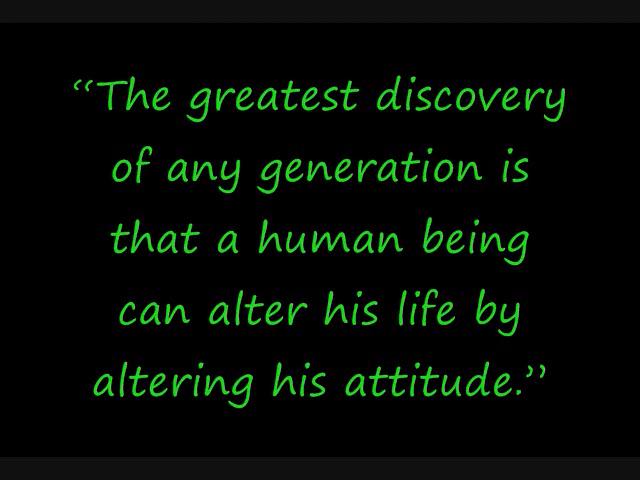 “The greatest discovery
of any generation is
that a human being
can alter his life by
altering his attitude.”